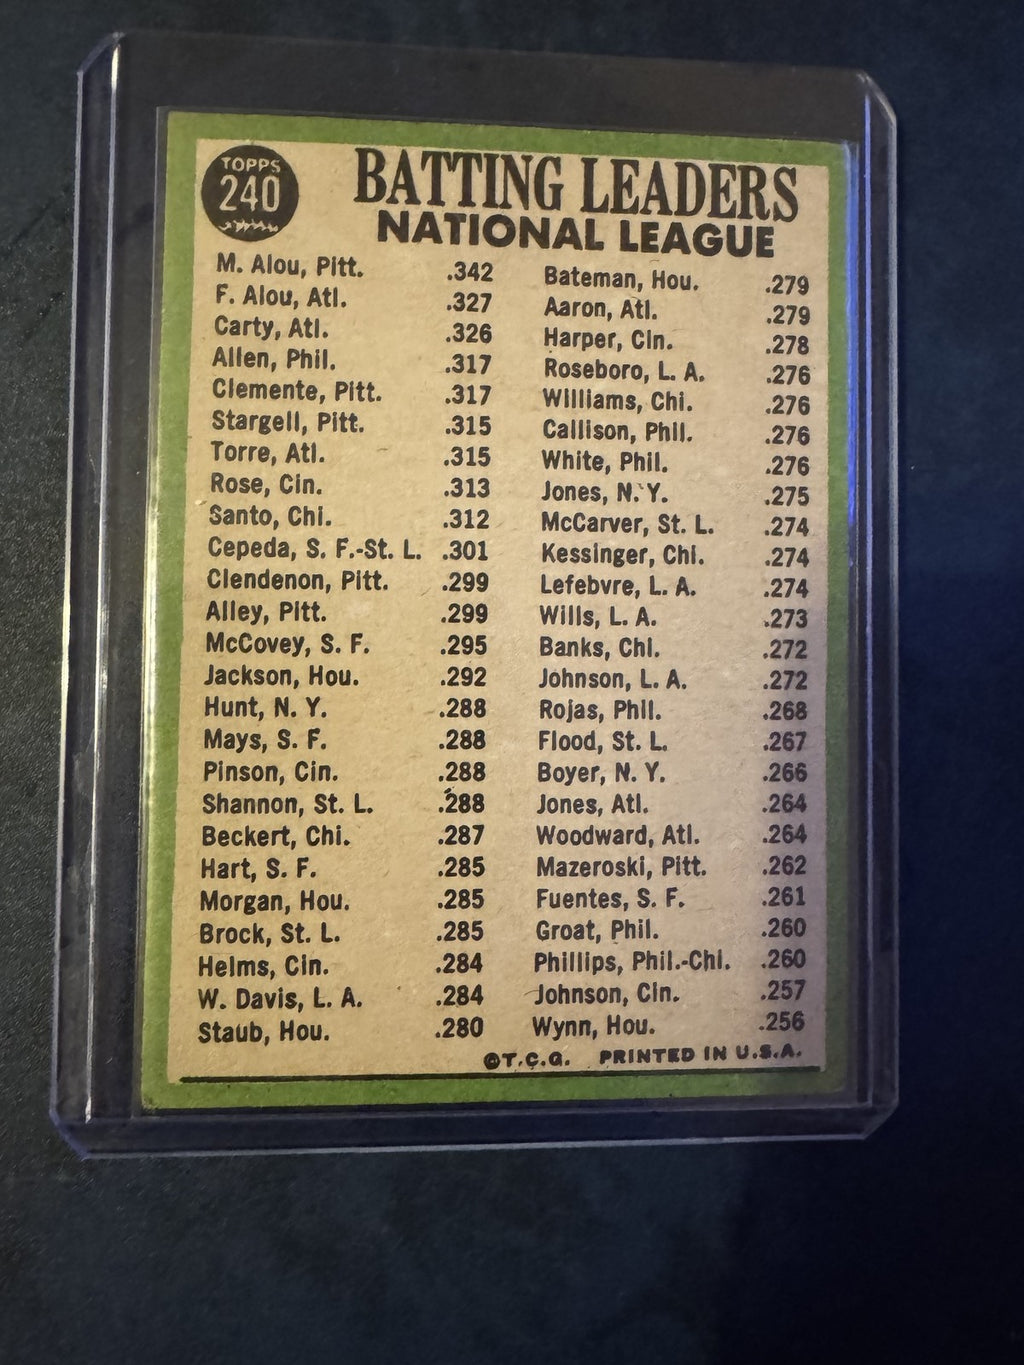 TOPPS
240
BATTING LEADERS
NATIONAL LEAGUE
M. Alou, Pitt. .342
F. Alou, Atl. .327
Carty, Atl. .326
Allen, Phil. .317
Clemente, Pitt. .317
Stargell, Pitt. .315
Torre, Atl. .315
Rose, Cin. .313
Santo, Chi. .312
Cepeda, S. F.-St. L. .301
Clendenon, Pitt. .299
Alley, Pitt. .299
McCovey, S. F. .295
Jackson, Hou. .292
Hunt, N. Y. .288
Mays, S. F. .288
Pinson, Cin. .288
Shannon, St. L. .288
Beckert, Chi. .287
Hart, S. F. .285
Morgan, Hou. .285
Brock, St. L. .285
Helms, Cin. .284
W. Davis, L. A. .284
Staub, Hou. .280
Bateman, Hou. .279
Aaron, Atl. .279
Harper, Cin. .278
Roseboro, L. A. .276
Williams, Chi. .276
Callison, Phil. .276
White, Phil. .276
Jones, N. Y. .275
McCarver, St. L. .274
Kessinger, Chi. .274
Lefebvre, L. A. .274
Wills, L. A. .273
Banks, Chi. .272
Johnson, L. A. .272
Rojas, Phil. .268
Flood, St. L. .267
Boyer, N. Y. .266
Jones, Atl. .264
Woodward, Atl. .264
Mazeroski, Pitt. .262
Fuentes, S. F. .261
Groat, Phil. .260
Phillips, Phil.-Chi. .260
Johnson, Cin. .257
Wynn, Hou. .256
©T.C.G. PRINTED IN U.S.A.